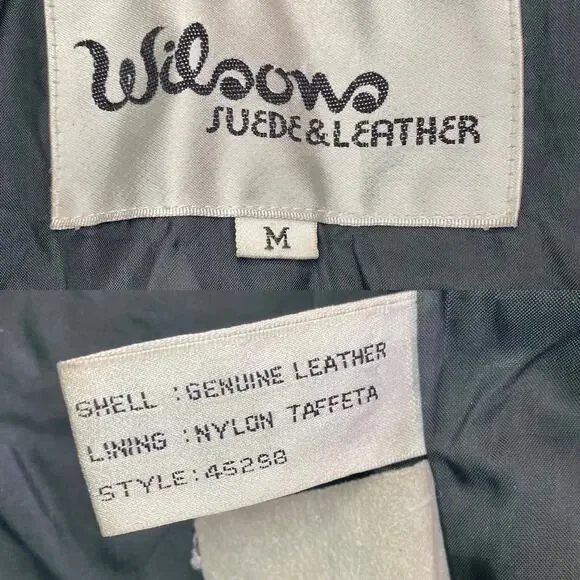 Wilsons
SUEDE & LEATHER
M
SHELL : GENUINE LEATHER
LINING : NYLON TAFFETA
STYLE: 45298